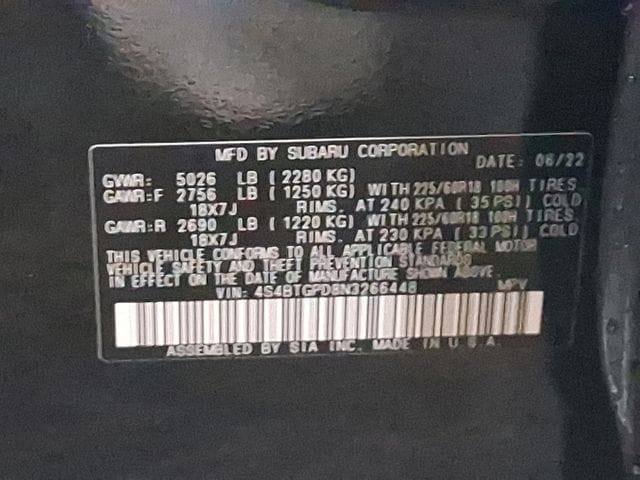 MFD BY SUBARU CORPORATION DATE: 06/22
GVWR: 5026 LB ( 2280 KG)
GAWR:F 2756 LB ( 1250 KG) WITH 225/60R18 100H TIRES
18X7J RIMS. AT 240 KPA ( 35 PSI) COLD
GAWR:R 2690 LB ( 1220 KG) WITH 225/60R18 100H TIRES
18X7J RIMS. AT 230 KPA ( 33 PSI) COLD
THIS VEHICLE CONFORMS TO ALL APPLICABLE FEDERAL MOTOR
VEHICLE SAFETY AND THEFT PREVENTION STANDARDS
IN EFFECT ON THE DATE OF MANUFACTURE SHOWN ABOVE.
VIN: 4S4BTGPD8N3266448 MPV
ASSEMBLED BY SIA INC. MADE IN U.S.A.